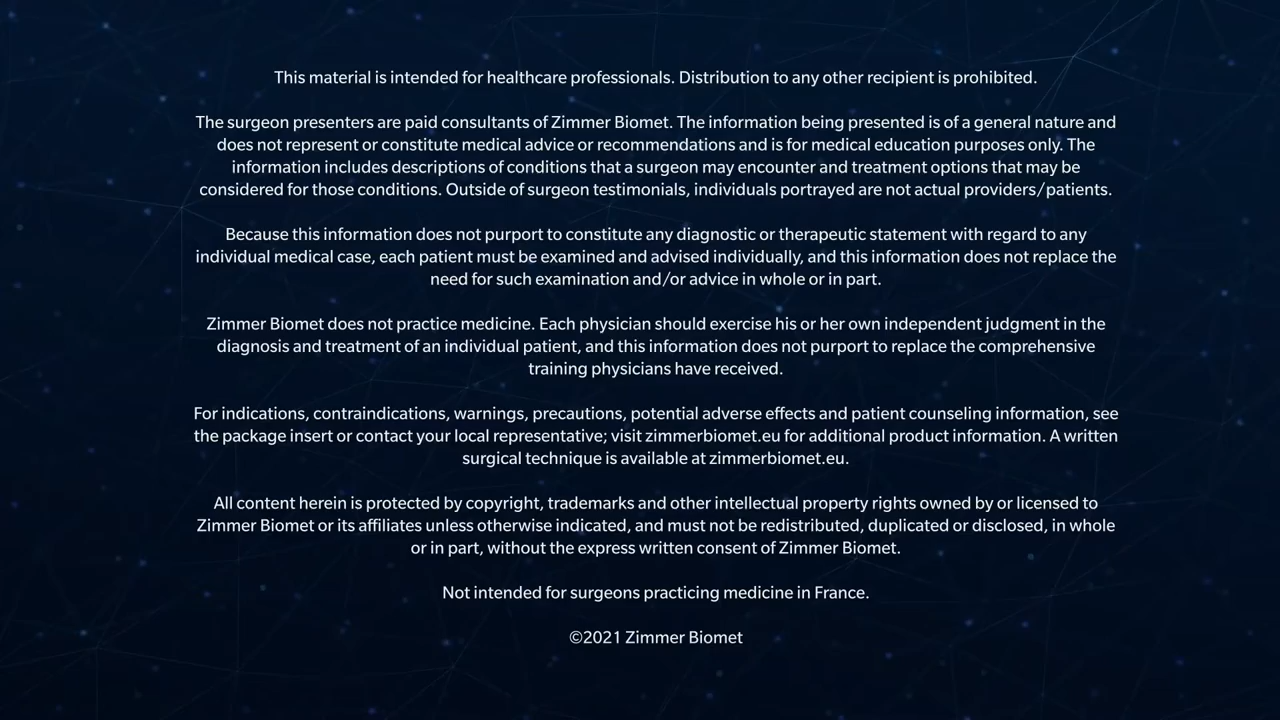 This material is intended for healthcare professionals. Distribution to any other recipient is prohibited.
The surgeon presenters are paid consultants of Zimmer Biomet. The information being presented is of a general nature and
does not represent or constitute medical advice or recommendations and is for medical education purposes only. The
information includes descriptions of conditions that a surgeon may encounter and treatment options that may be
considered for those conditions. Outside of surgeon testimonials, individuals portrayed are not actual providers/patients.
Because this information does not purport to constitute any diagnostic or therapeutic statement with regard to any
individual medical case, each patient must be examined and advised individually, and this information does not replace the
need for such examination and/or advice in whole or in part.
Zimmer Biomet does not practice medicine. Each physician should exercise his or her own independent judgment in the
diagnosis and treatment of an individual patient, and this information does not purport to replace the comprehensive
training physicians have received.
For indications, contraindications, warnings, precautions, potential adverse effects and patient counseling information, see
the package insert or contact your local representative; visit zimmerbiomet.eu for additional product information. A written
surgical technique is available at zimmerbiomet.eu.
All content herein is protected by copyright, trademarks and other intellectual property rights owned by or licensed to
Zimmer Biomet or its affiliates unless otherwise indicated, and must not be redistributed, duplicated or disclosed, in whole
or in part, without the express written consent of Zimmer Biomet.
Not intended for surgeons practicing medicine in France.
©2021 Zimmer Biomet